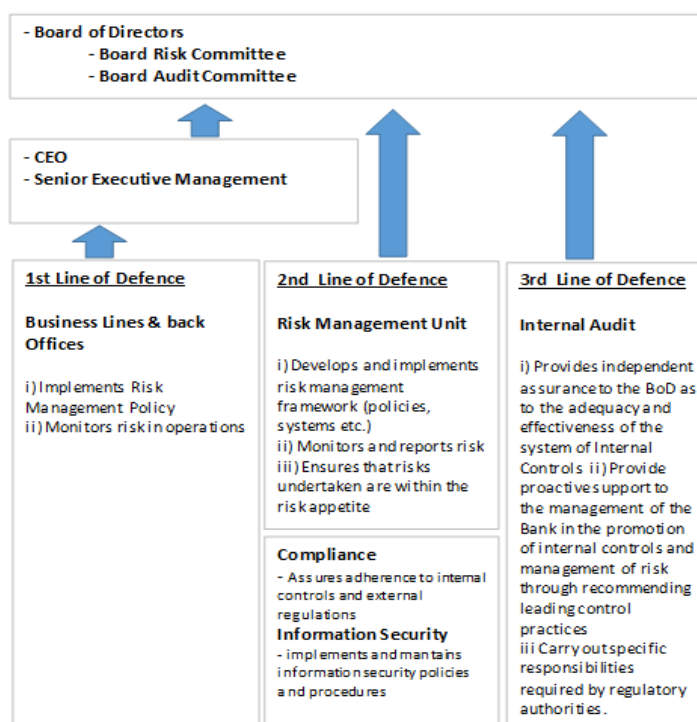 - Board of Directors
- Board Risk Committee
- Board Audit Committee
- CEO
- Senior Executive Management
1st Line of Defence
Business Lines & back
Offices
i) Implements Risk
Management Policy
ii) Monitors risk in operations
2nd Line of Defence
Risk Management Unit
i) Develops and implements
risk management
framework (policies,
systems etc.)
ii) Monitors and reports risk
iii) Ensures that risks
undertaken are within the
risk appetite
Compliance
- Assures adherence to internal
controls and external
regulations
Information Security
- implements and mantains
information security policies
and procedures
3rd Line of Defence
Internal Audit
i) Provides independent
assurance to the BoD as
to the adequacy and
effectiveness of the
system of Internal
Controls ii) Provide
proactive support to
the management of the
Bank in the promotion
of internal controls and
management of risk
through recommending
leading control
practices
iii Carry out specific
responsibilities
required by regulatory
authorities.